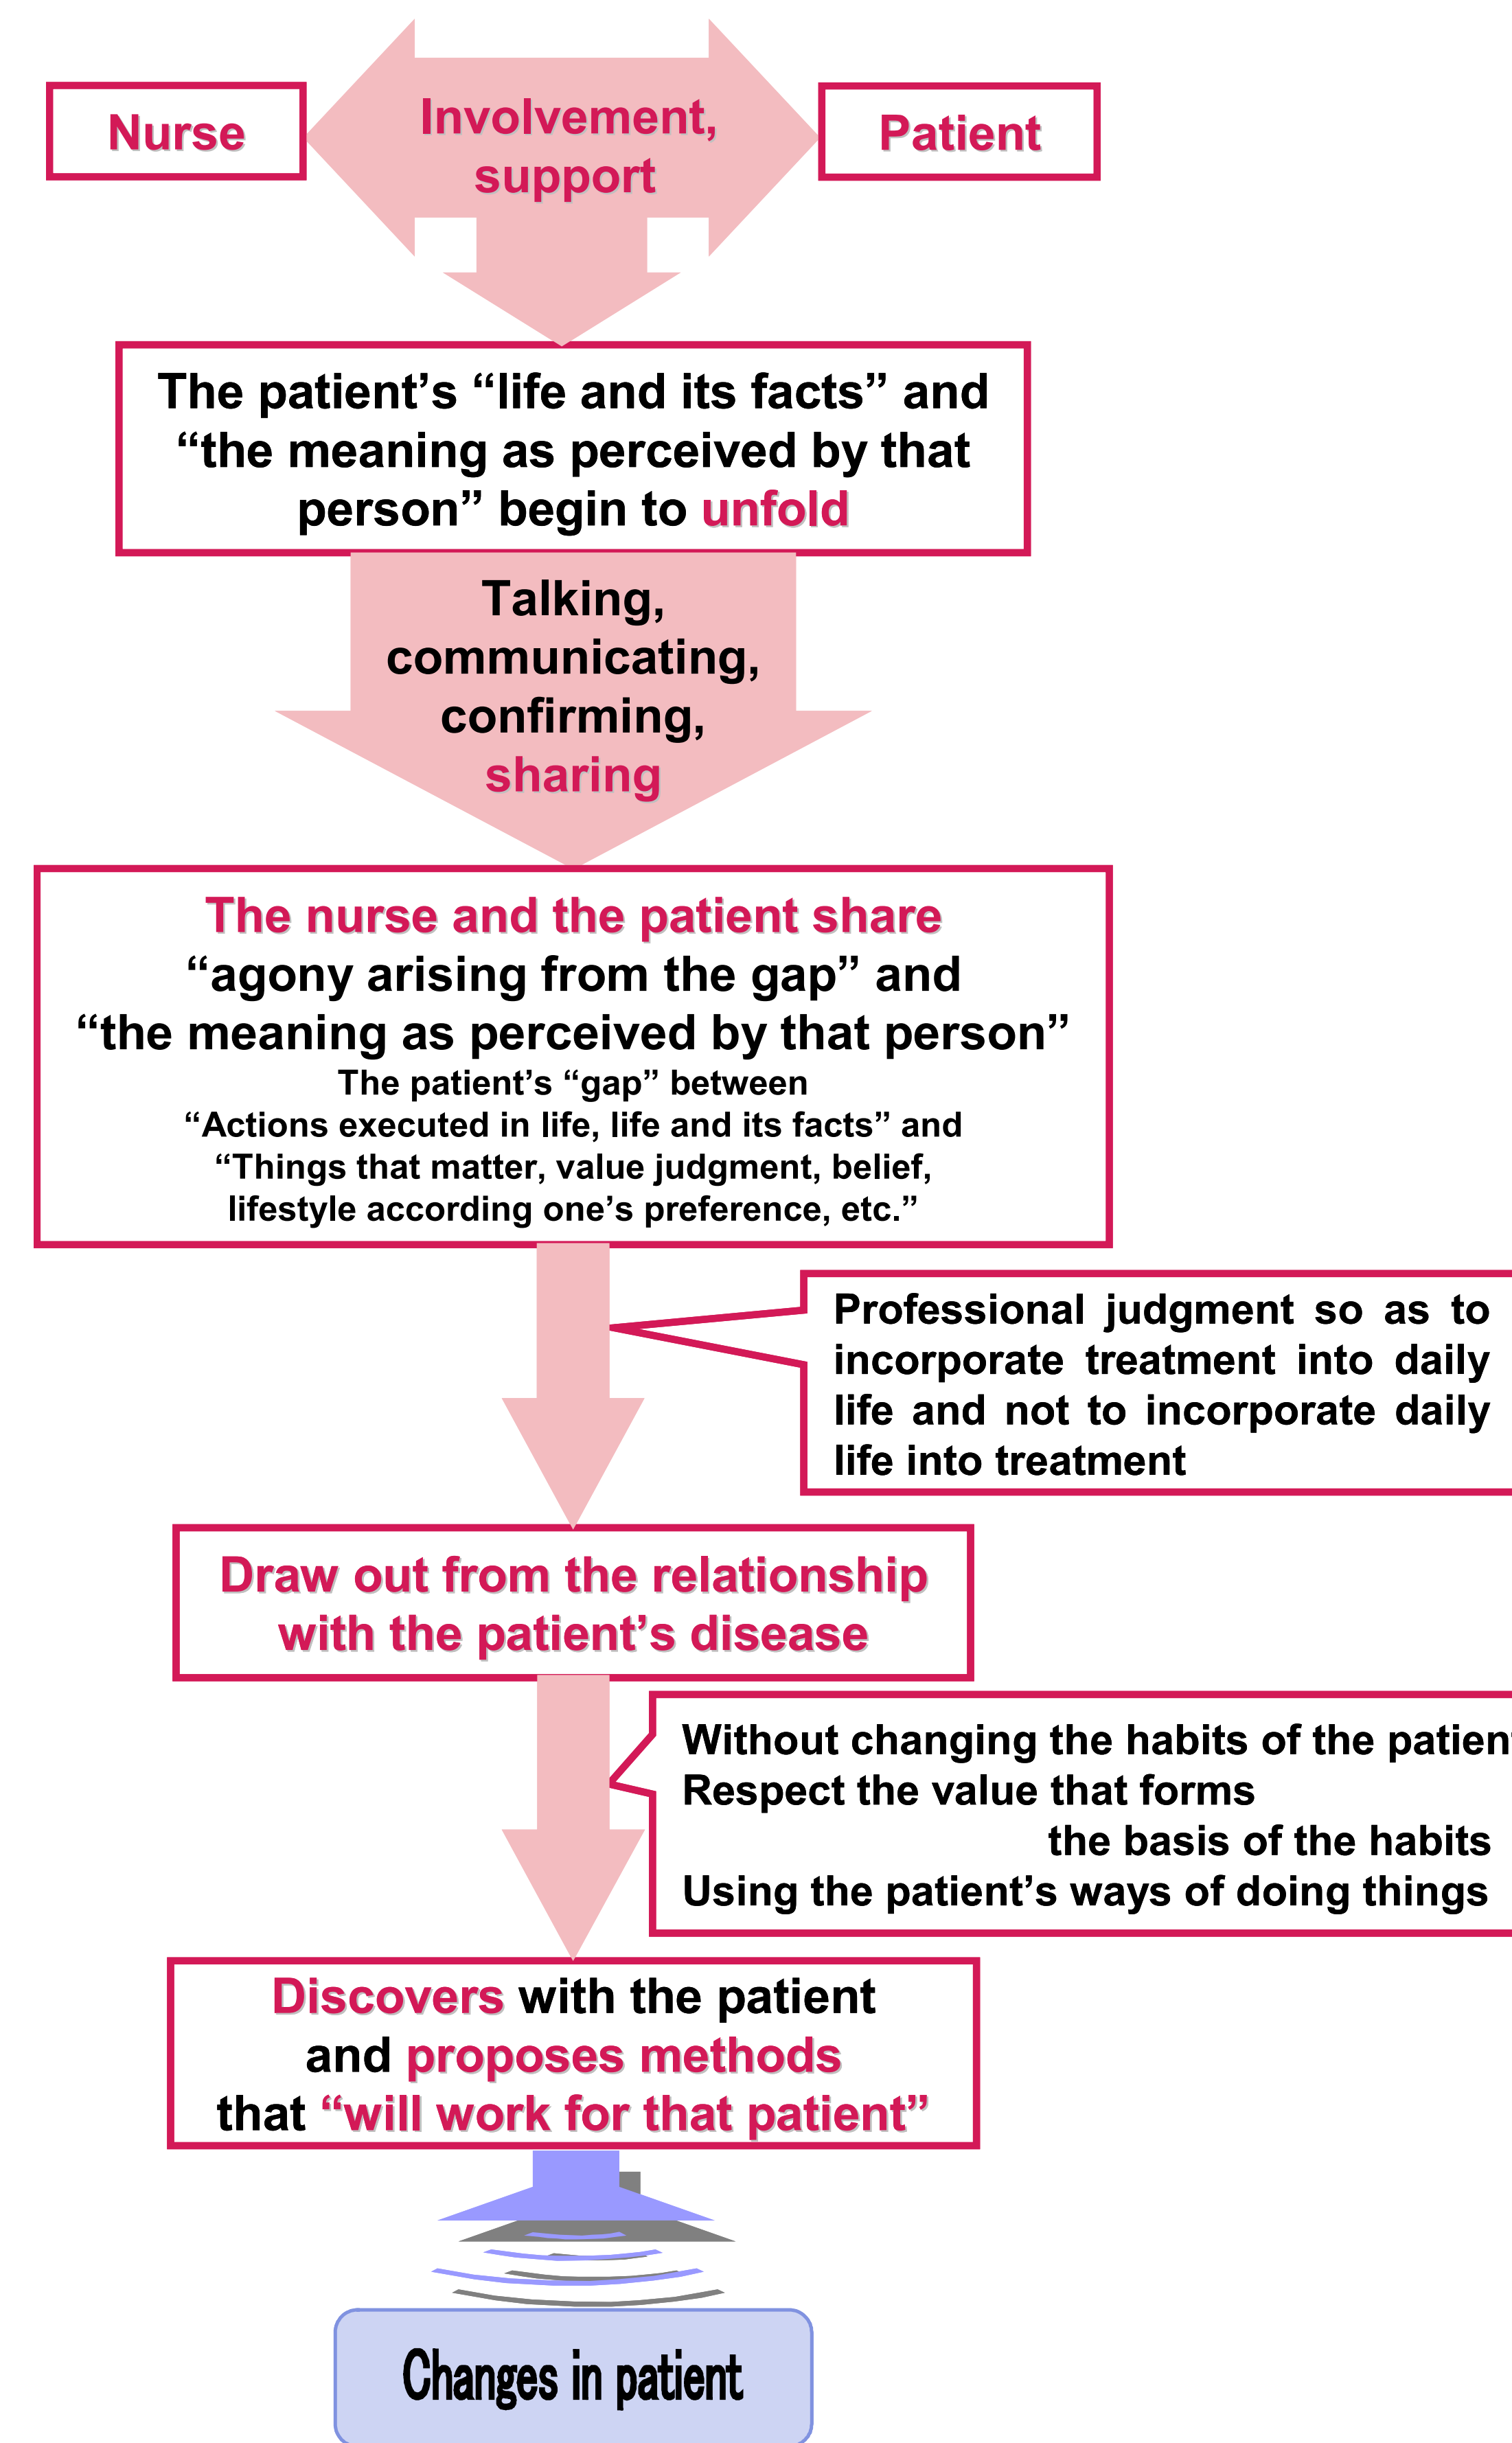 Nurse
Involvement,
support
Patient
The patient’s “life and its facts” and
“the meaning as perceived by that
person” begin to unfold
Talking,
communicating,
confirming,
sharing
The nurse and the patient share
“agony arising from the gap” and
“the meaning as perceived by that person”
The patient’s “gap” between
“Actions executed in life, life and its facts” and
“Things that matter, value judgment, belief,
lifestyle according one’s preference, etc.”
Professional judgment so as to
incorporate treatment into daily
life and not to incorporate daily
life into treatment
Draw out from the relationship
with the patient’s disease
Without changing the habits of the patient
Respect the value that forms
the basis of the habits
Using the patient’s ways of doing things
Discovers with the patient
and proposes methods
that “will work for that patient”
Changes in patient